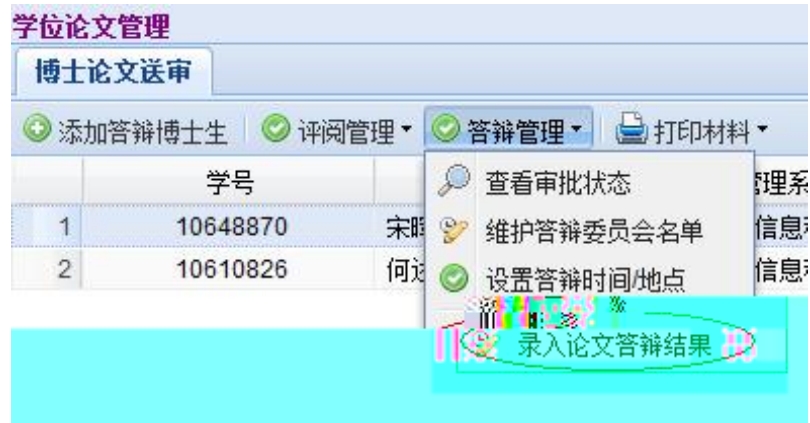 学位论文管理
博士论文送审
添加答辩博士生 评阅管理 答辩管理 打印材料
学号 查看审批状态 管理系
1 10648870 宋 维护答辩委员会名单 信息
2 10610826 何 设置答辩时间/地点 信息
录入论文答辩结果